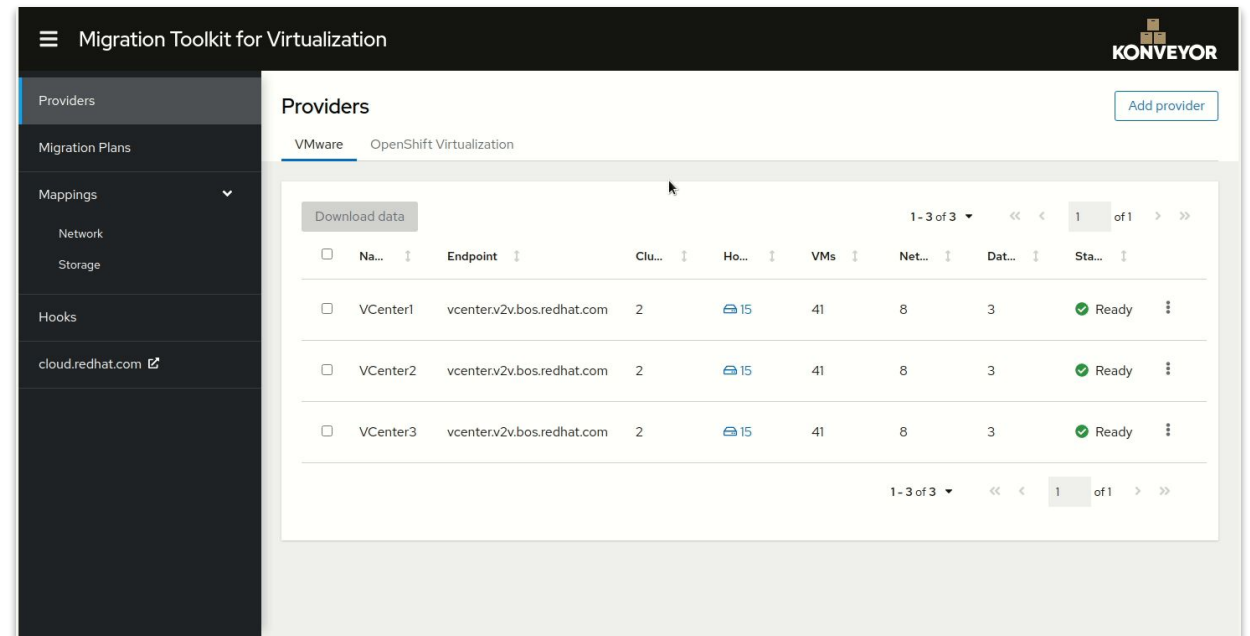 Migration Toolkit for Virtualization
KONVEYOR
Providers
Migration Plans
Mappings
Network
Storage
Hooks
cloud.redhat.com
Providers
Add provider
VMware OpenShift Virtualization
Download data 1 - 3 of 3 1 of 1
Na... Endpoint Clu... Ho... VMs Net... Dat... Sta...
VCenter1 vcenter.v2v.bos.redhat.com 2 15 41 8 3 Ready
VCenter2 vcenter.v2v.bos.redhat.com 2 15 41 8 3 Ready
VCenter3 vcenter.v2v.bos.redhat.com 2 15 41 8 3 Ready
1 - 3 of 3 1 of 1